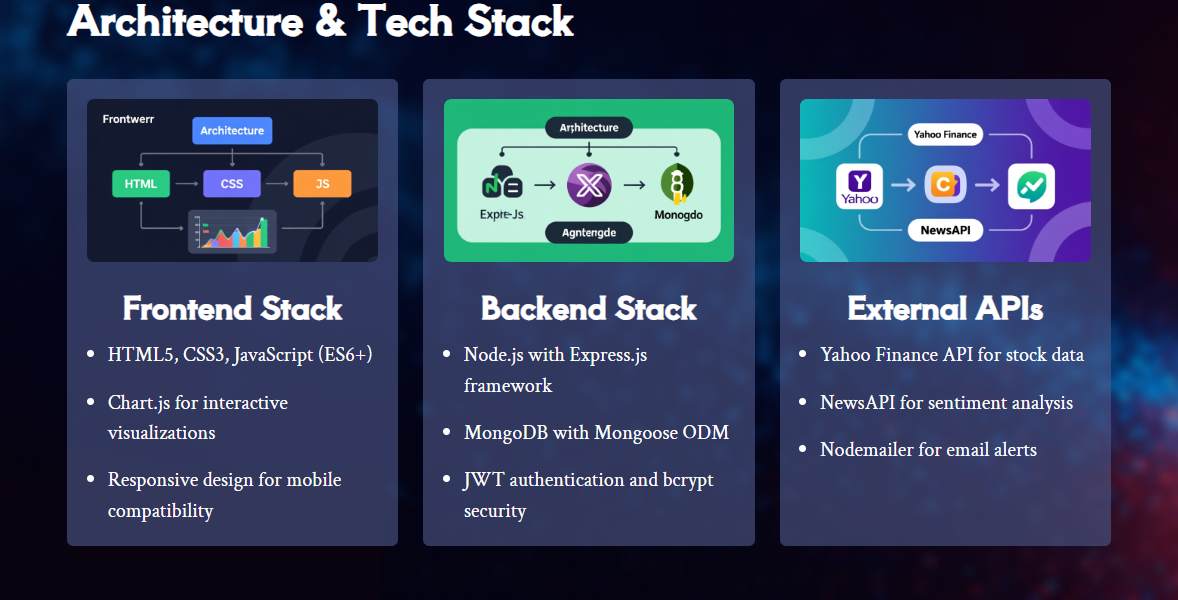 Architecture & Tech Stack
Frontwerr
Architecture
HTML
CSS
JS
Frontend Stack
HTML5, CSS3, JavaScript (ES6+)
Chart.js for interactive
visualizations
Responsive design for mobile
compatibility
Arhitecture
Expre-Js
Monogdo
Agntengde
Backend Stack
Node.js with Express.js
framework
MongoDB with Mongoose ODM
JWT authentication and bcrypt
security
Yahoo Finance
Y
Yahoo
C
NewsAPI
External APIs
Yahoo Finance API for stock data
NewsAPI for sentiment analysis
Nodemailer for email alerts